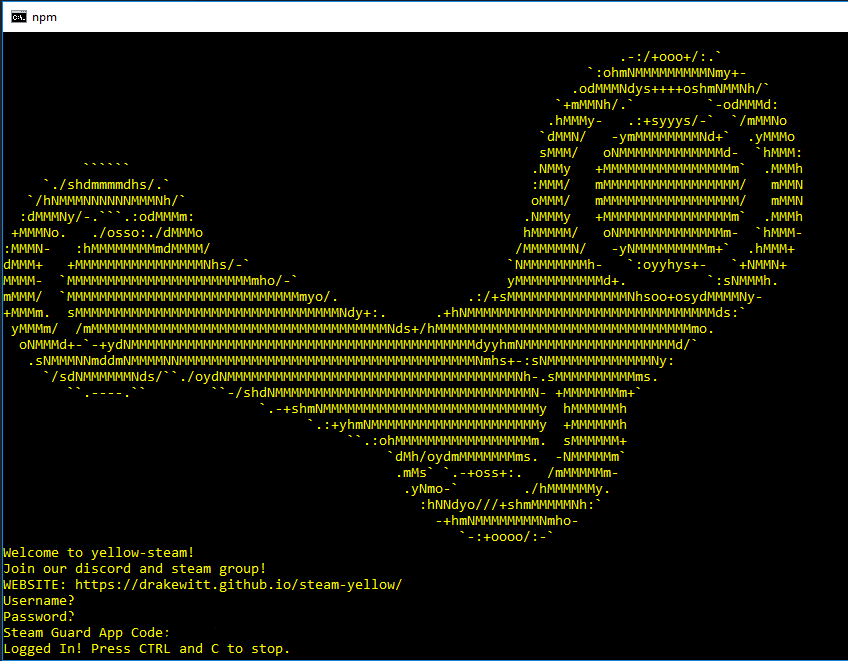 npm
Welcome to yellow-steam!
Join our discord and steam group!
WEBSITE: https://drakewitt.github.io/steam-yellow/
Username?
Password?
Steam Guard App Code:
Logged In! Press CTRL and C to stop.